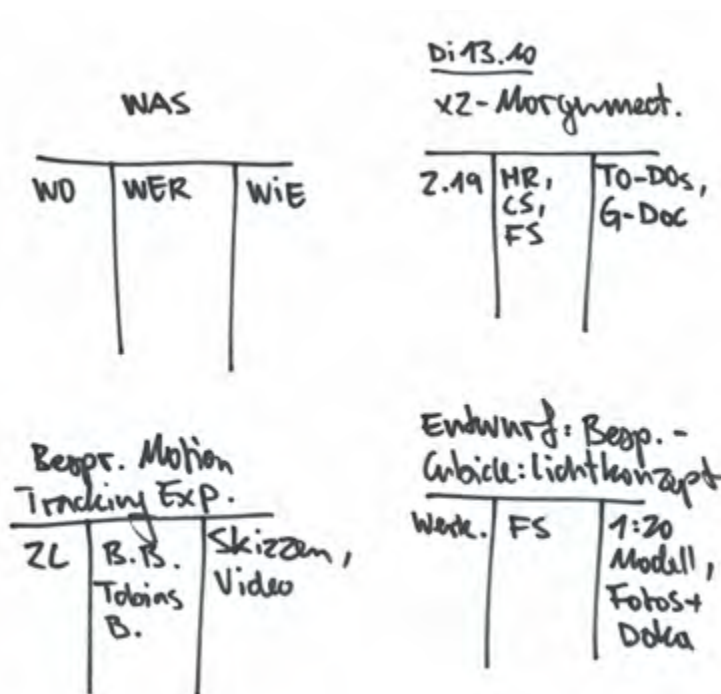 WAS
WO WER WiE
Di 13.10
XZ-Morgenmeet.
2.19 HR, TO-DOs,
CS, G-Doc
FS
Bespr. Motion
Tracking Exp.
ZL B.B. Skizzen,
Tobias Video
B.
Entwurf: Besp.-
Cubicle: Lichtkonzept
Werk. FS 1:20
Modell,
Fotos+
Doku